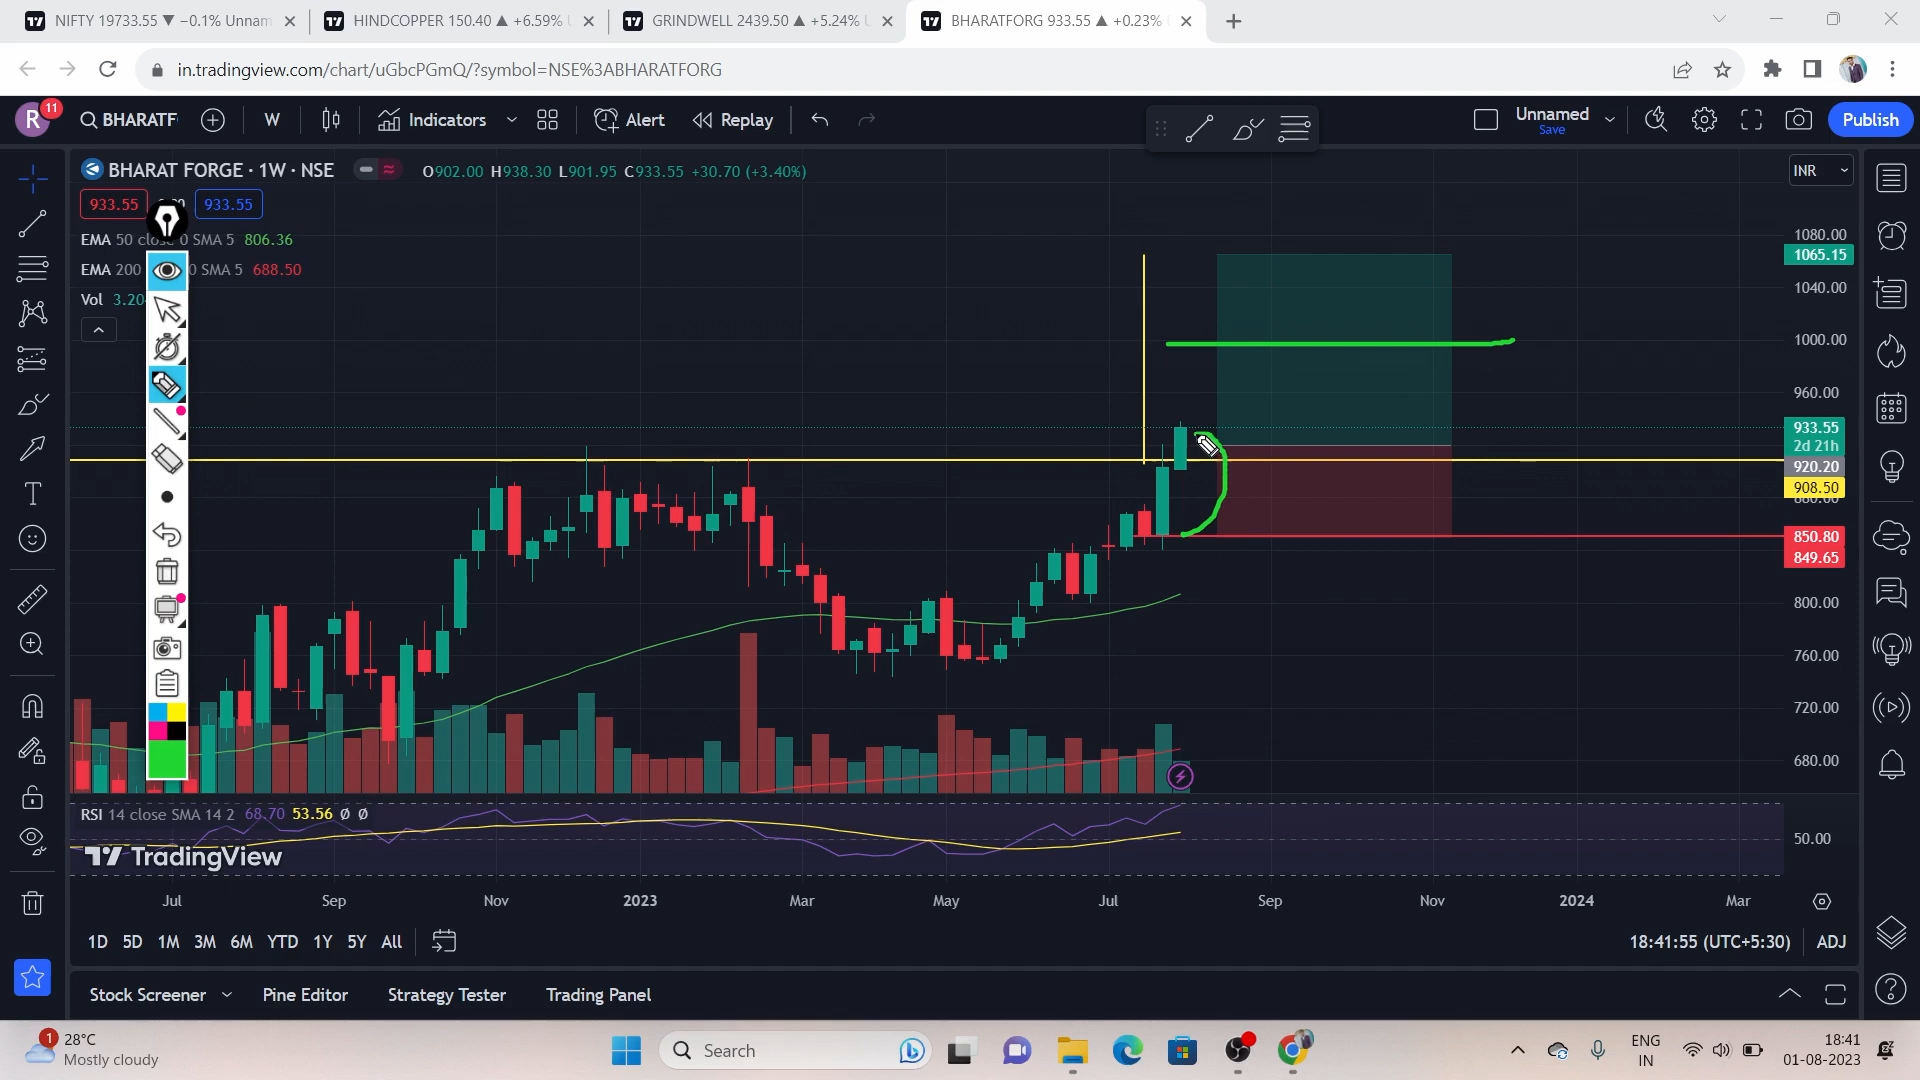 NIFTY 19733.55 ▼ −0.1% Unnam
HINDCOPPER 150.40 ▲ +6.59%
GRINDWELL 2439.50 ▲ +5.24%
BHARATFORG 933.55 ▲ +0.23%
in.tradingview.com/chart/uGbcPGmQ/?symbol=NSE%3ABHARATFORG
R 11
BHARATF
W
Indicators
Alert
Replay
Unnamed
Save
Publish
BHARAT FORGE · 1W · NSE
O902.00 H938.30 L901.95 C933.55 +30.70 (+3.40%)
INR
933.55
933.55
EMA 50 close 0 SMA 5 806.36
EMA 200 0 SMA 5 688.50
Vol 3.20
1080.00
1065.15
1040.00
1000.00
960.00
933.55
2d 21h
920.20
908.50
880.00
850.80
849.65
800.00
760.00
720.00
680.00
RSI 14 close SMA 14 2 68.70 53.56 Ø Ø
50.00
TradingView
Jul Sep Nov 2023 Mar May Jul Sep Nov 2024 Mar
1D 5D 1M 3M 6M YTD 1Y 5Y All
18:41:55 (UTC+5:30) ADJ
Stock Screener Pine Editor Strategy Tester Trading Panel
1
28°C
Mostly cloudy
Search
ENG
IN
18:41
01-08-2023